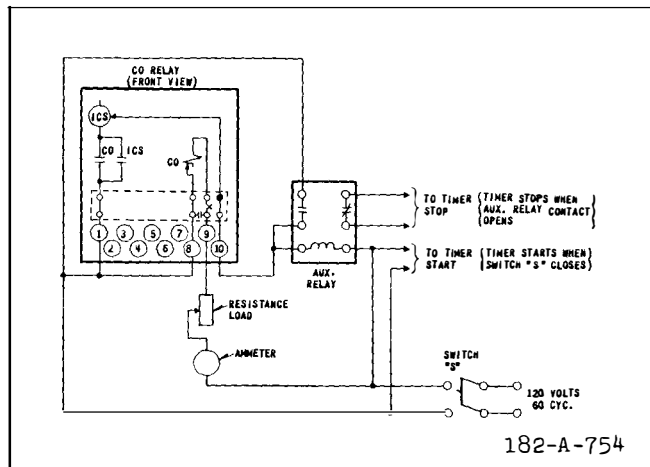 CO RELAY
(FRONT VIEW)
ICS
CO ICS
CO
1 3 5 7 9
2 4 6 8 10
AUX.
RELAY
TO TIMER STOP (TIMER STOPS WHEN AUX. RELAY CONTACT OPENS)
TO TIMER START (TIMER STARTS WHEN SWITCH "S" CLOSES)
RESISTANCE
LOAD
AMMETER
SWITCH
"S"
120 VOLTS
60 CYC.
182-A-754